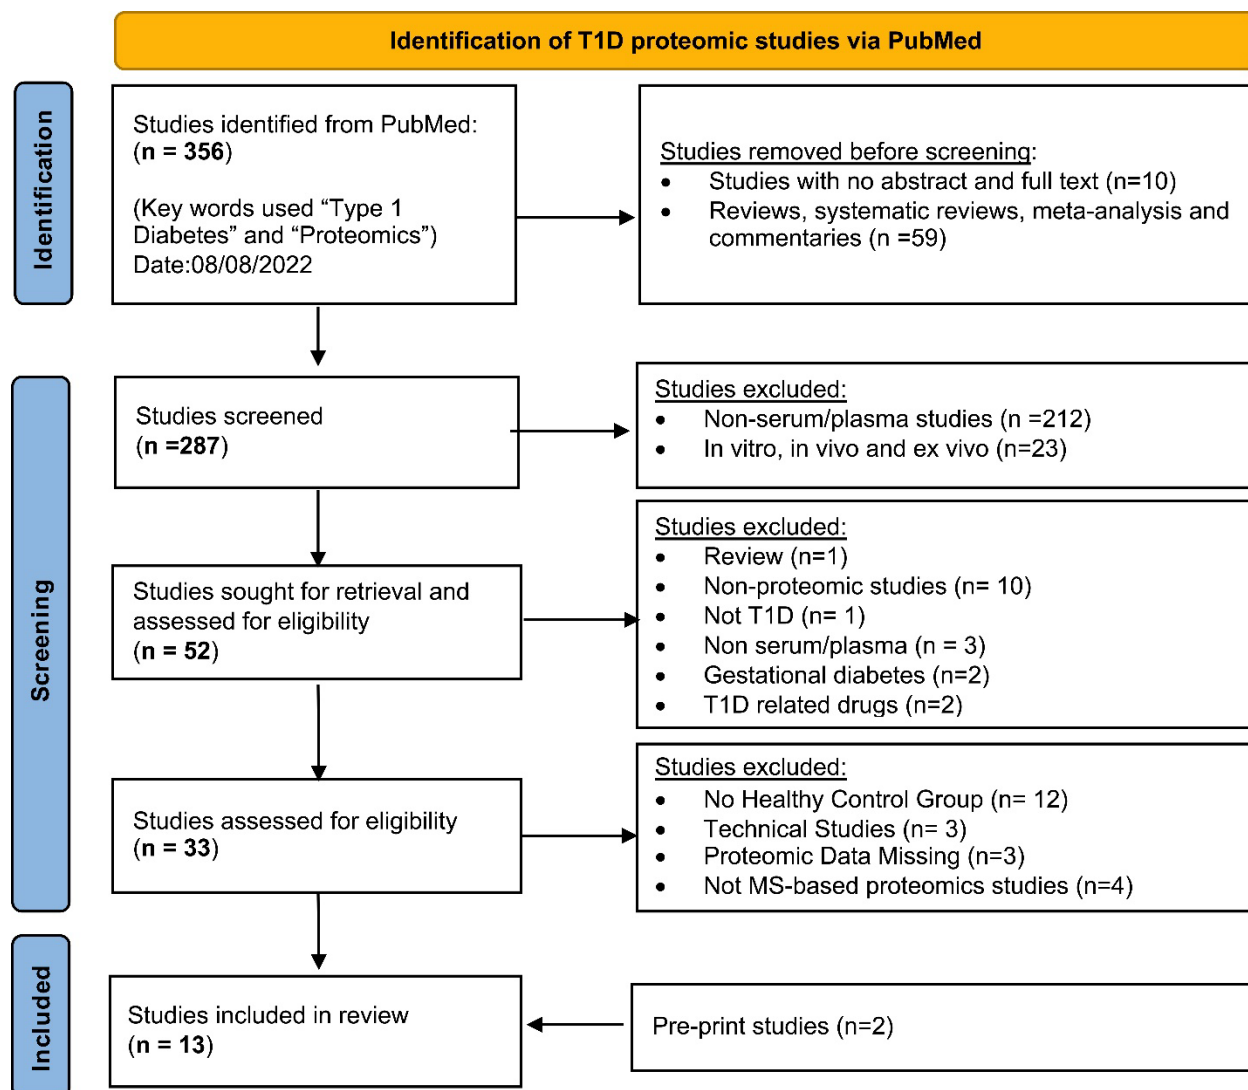 Identification of T1D proteomic studies via PubMed
Identification
Studies identified from PubMed:
(n = 356)
(Key words used “Type 1
Diabetes” and “Proteomics”)
Date:08/08/2022
Studies removed before screening:
• Studies with no abstract and full text (n=10)
• Reviews, systematic reviews, meta-analysis and
commentaries (n =59)
Screening
Studies screened
(n =287)
Studies excluded:
• Non-serum/plasma studies (n =212)
• In vitro, in vivo and ex vivo (n=23)
Studies sought for retrieval and
assessed for eligibility
(n = 52)
Studies excluded:
• Review (n=1)
• Non-proteomic studies (n= 10)
• Not T1D (n= 1)
• Non serum/plasma (n = 3)
• Gestational diabetes (n=2)
• T1D related drugs (n=2)
Studies assessed for eligibility
(n = 33)
Studies excluded:
• No Healthy Control Group (n= 12)
• Technical Studies (n= 3)
• Proteomic Data Missing (n=3)
• Not MS-based proteomics studies (n=4)
Included
Studies included in review
(n = 13)
Pre-print studies (n=2)